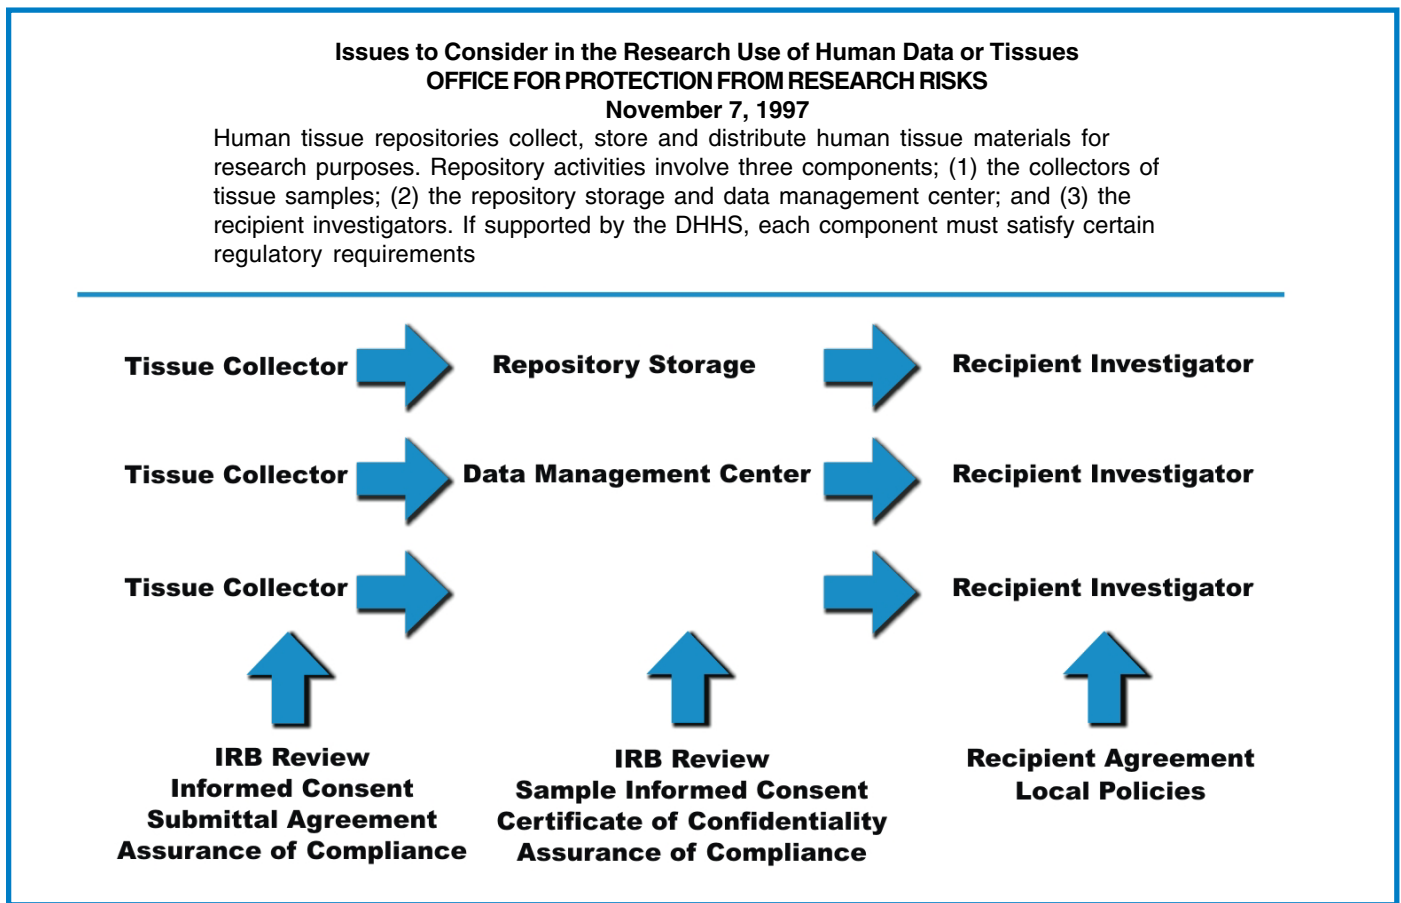 Issues to Consider in the Research Use of Human Data or Tissues
OFFICE FOR PROTECTION FROM RESEARCH RISKS
November 7, 1997
Human tissue repositories collect, store and distribute human tissue materials for
research purposes. Repository activities involve three components; (1) the collectors of
tissue samples; (2) the repository storage and data management center; and (3) the
recipient investigators. If supported by the DHHS, each component must satisfy certain
regulatory requirements
Tissue Collector Repository Storage Recipient Investigator
Tissue Collector Data Management Center Recipient Investigator
Tissue Collector Recipient Investigator
IRB Review
Informed Consent
Submittal Agreement
Assurance of Compliance
IRB Review
Sample Informed Consent
Certificate of Confidentiality
Assurance of Compliance
Recipient Agreement
Local Policies